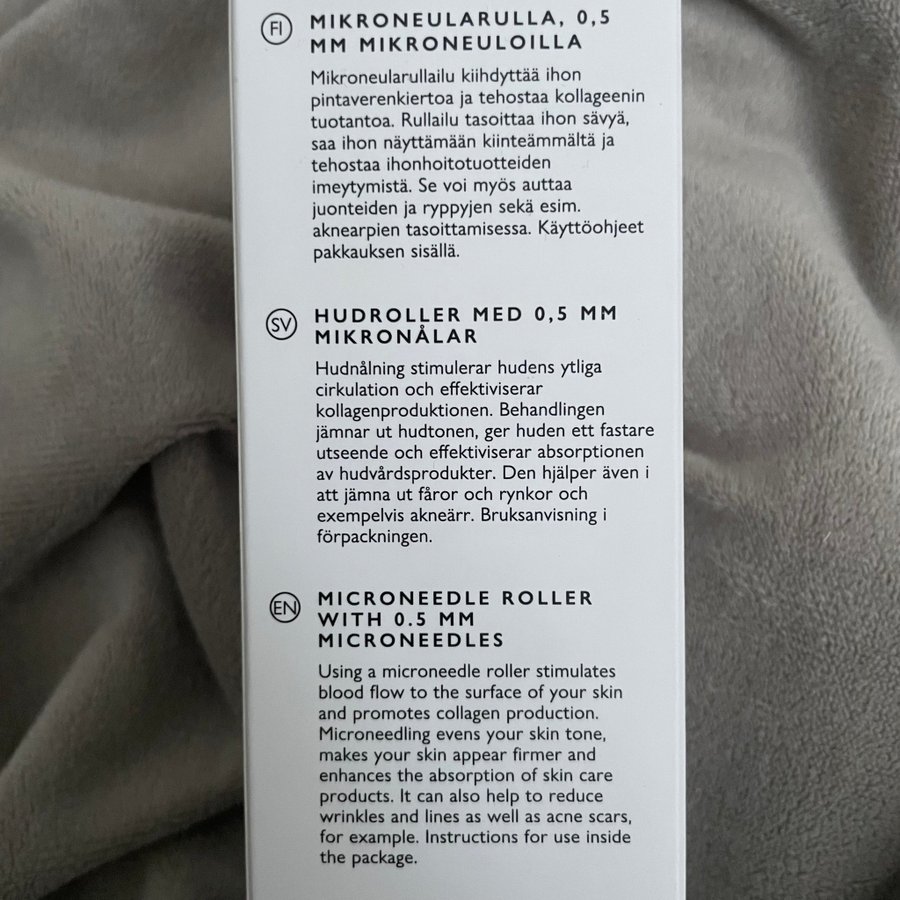 FI
MIKRONEULARULLA, 0,5
MM MIKRONEULOILLA
Mikroneularullailu kiihdyttää ihon
pintaverenkiertoa ja tehostaa kollageenin
tuotantoa. Rullailu tasoittaa ihon sävyä,
saa ihon näyttämään kiinteämmältä ja
tehostaa ihonhoitotuotteiden
imeytymistä. Se voi myös auttaa
juonteiden ja ryppyjen sekä esim.
aknearpien tasoittamisessa. Käyttöohjeet
pakkauksen sisällä.
SV
HUDROLLER MED 0,5 MM
MIKRONÅLAR
Hudnålning stimulerar hudens ytliga
cirkulation och effektiviserar
kollagenproduktionen. Behandlingen
jämnar ut hudtonen, ger huden ett fastare
utseende och effektiviserar absorptionen
av hudvårdsprodukter. Den hjälper även i
att jämna ut fåror och rynkor och
exempelvis akneärr. Bruksanvisning i
förpackningen.
EN
MICRONEEDLE ROLLER
WITH 0.5 MM
MICRONEEDLES
Using a microneedle roller stimulates
blood flow to the surface of your skin
and promotes collagen production.
Microneedling evens your skin tone,
makes your skin appear firmer and
enhances the absorption of skin care
products. It can also help to reduce
wrinkles and lines as well as acne scars,
for example. Instructions for use inside
the package.